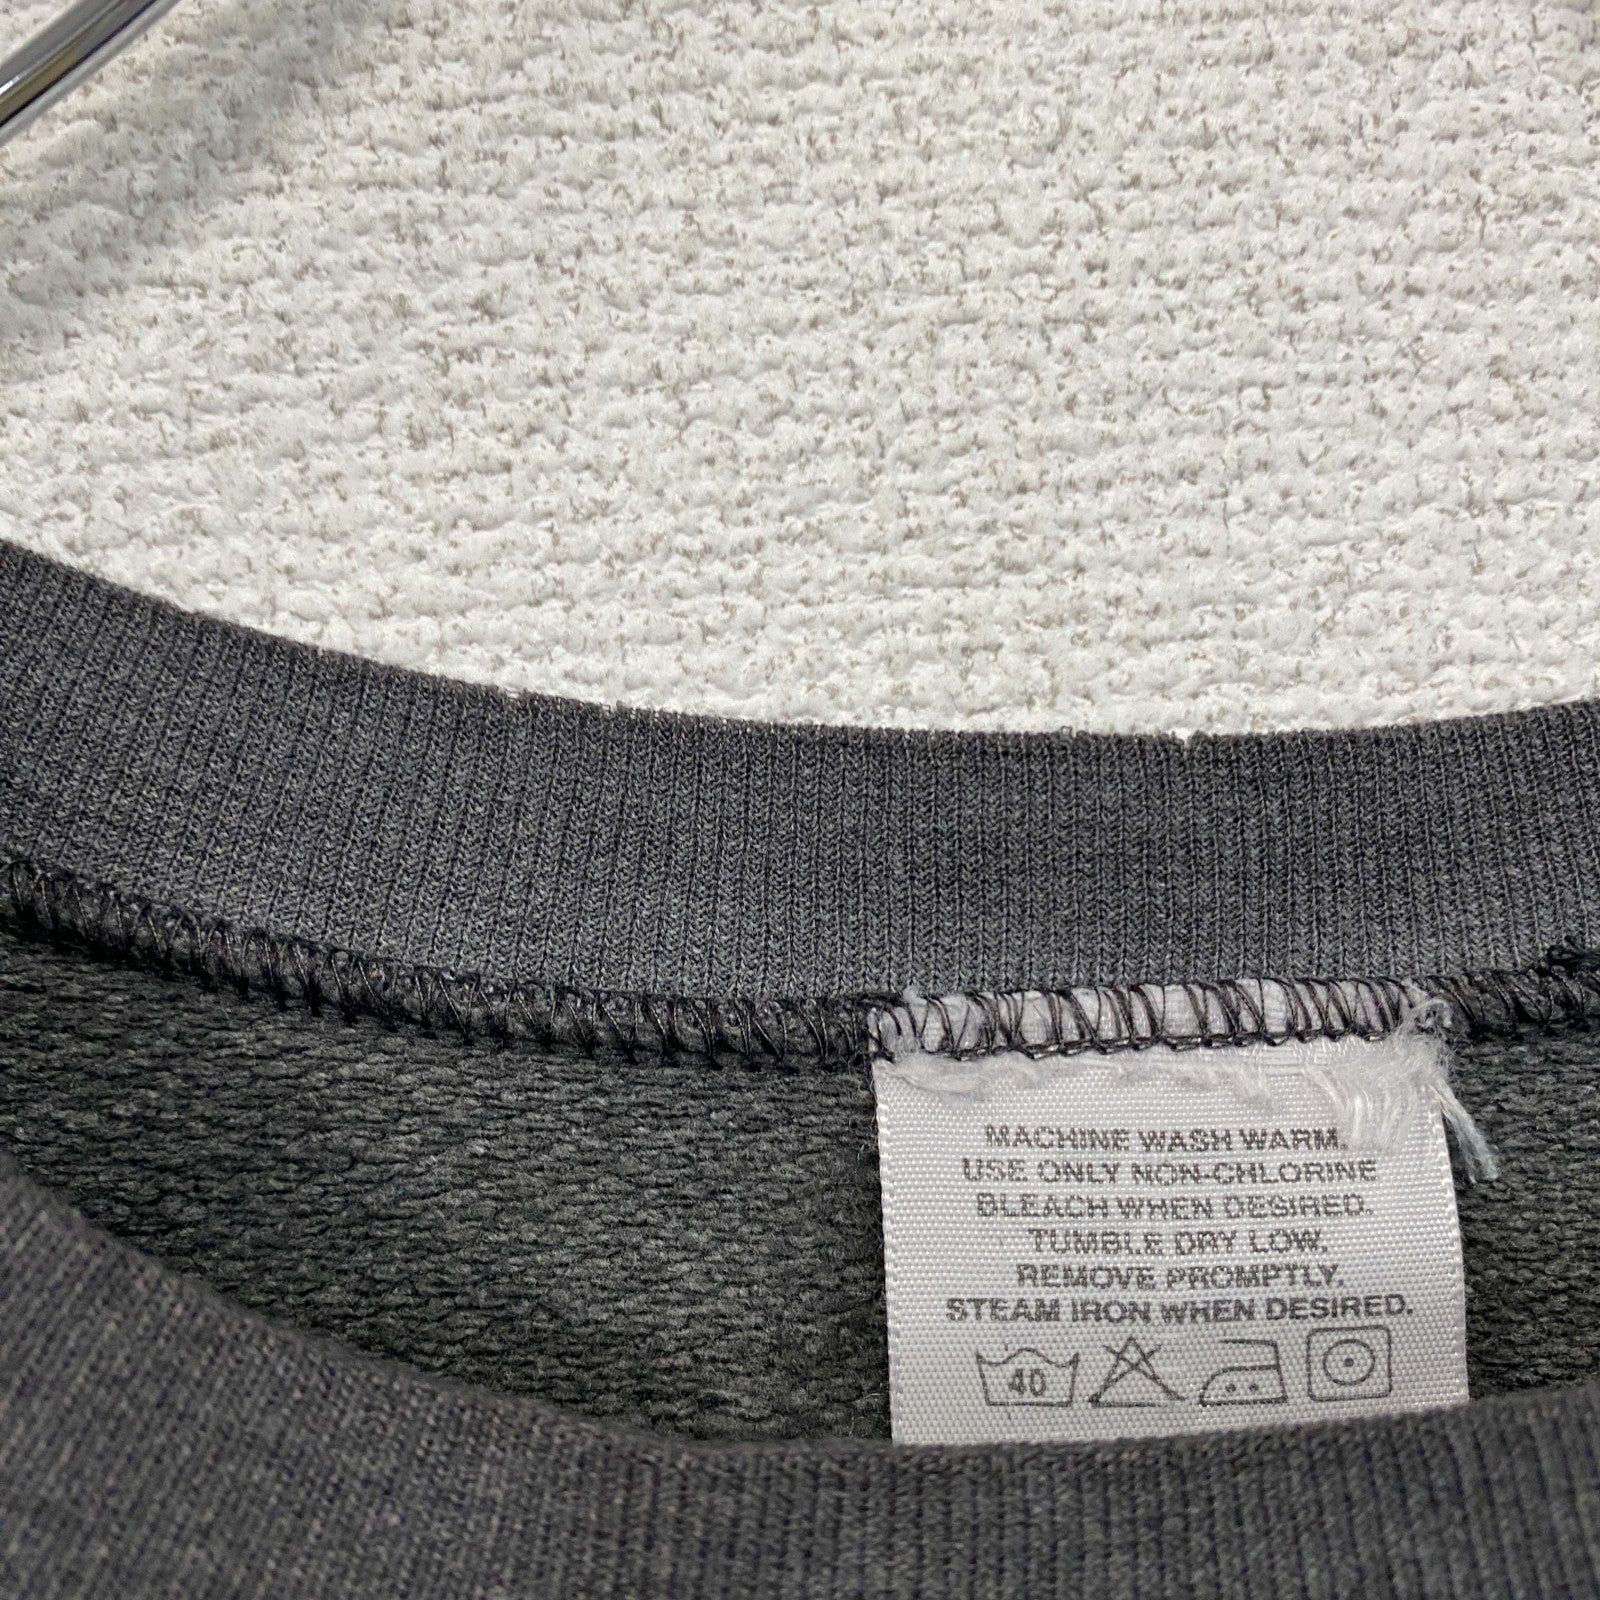 MACHINE WASH WARM.
USE ONLY NON-CHLORINE
BLEACH WHEN DESIRED.
TUMBLE DRY LOW.
REMOVE PROMPTLY.
STEAM IRON WHEN DESIRED.
40